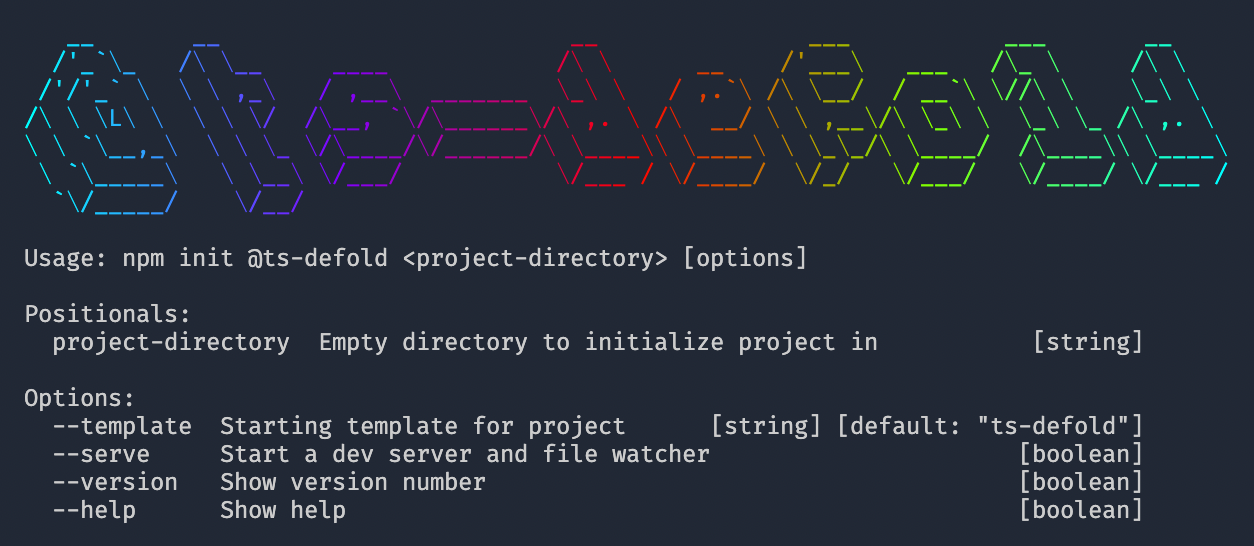 @ts-defold
Usage: npm init @ts-defold <project-directory> [options]
Positionals:
project-directory  Empty directory to initialize project in  [string]
Options:
--template  Starting template for project  [string] [default: "ts-defold"]
--serve  Start a dev server and file watcher  [boolean]
--version  Show version number  [boolean]
--help  Show help  [boolean]